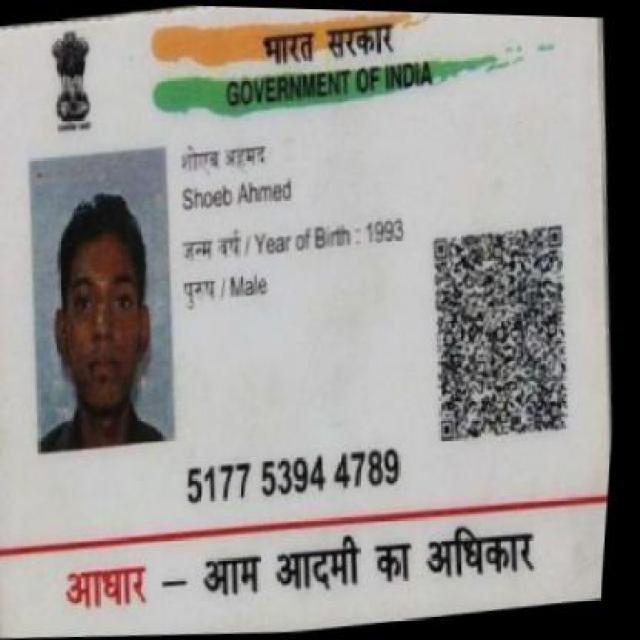 भारत सरकार
GOVERNMENT OF INDIA
शोएब अहमद
Shoeb Ahmed
जन्म वर्ष / Year of Birth : 1993
पुरुष / Male
5177 5394 4789
आधार – आम आदमी का अधिकार